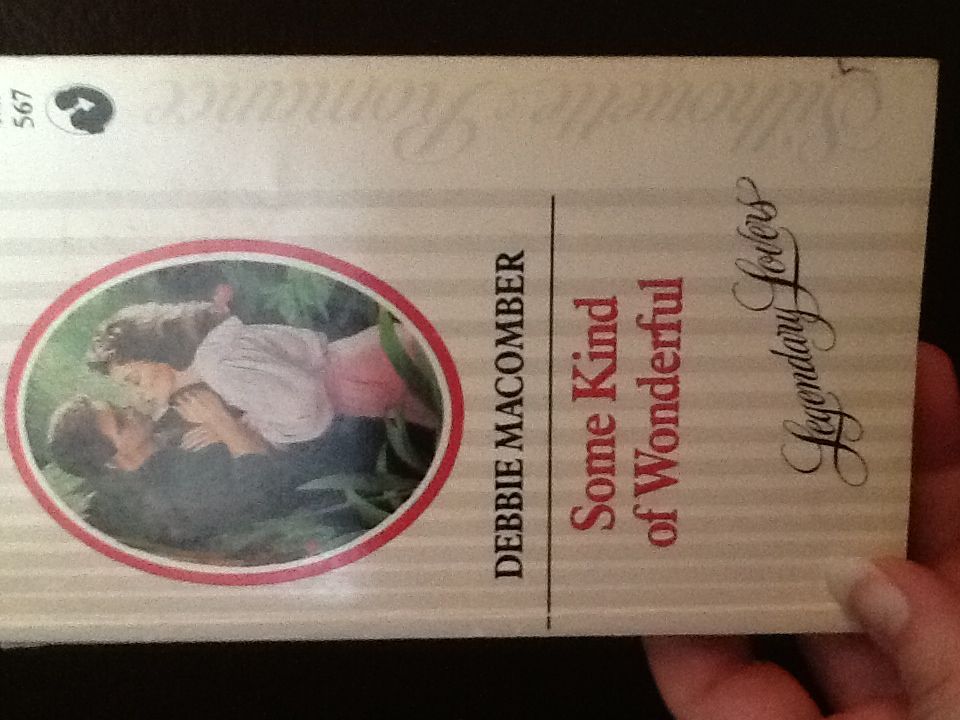 567
Silhouette Romance
DEBBIE MACOMBER
Some Kind
of Wonderful
Legendary Lovers